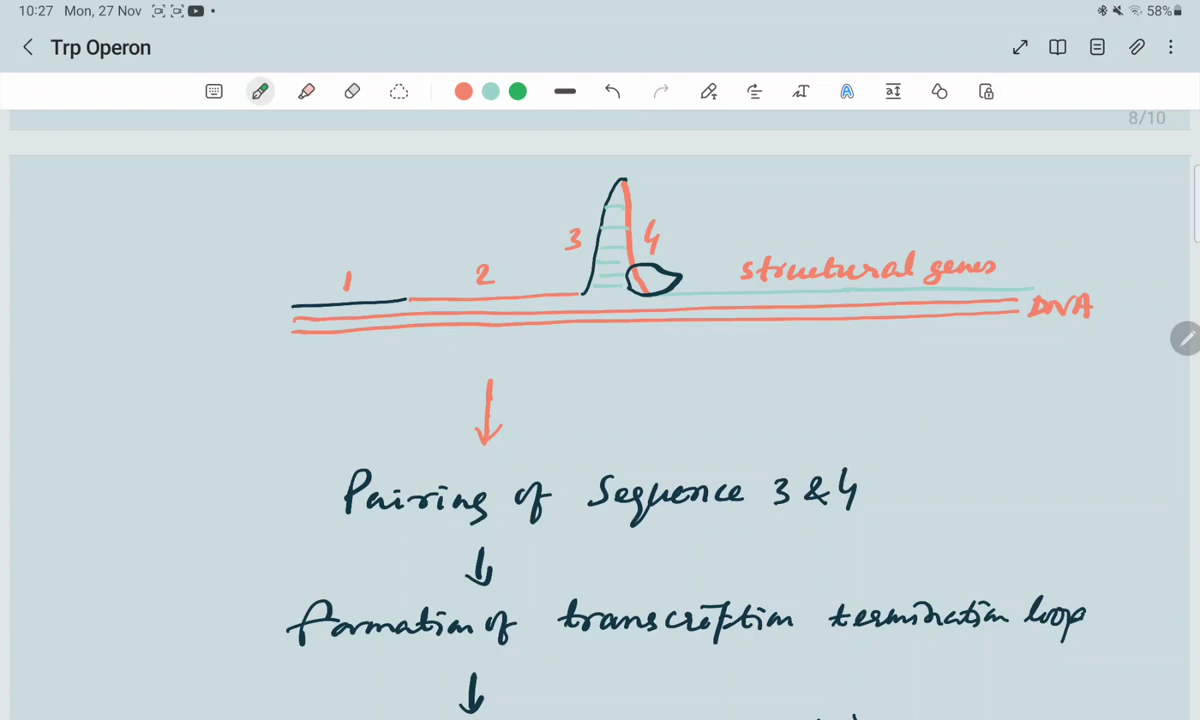 10:27 Mon, 27 Nov 58%
Trp Operon
8/10
3 4
1 2 structural genes
DNA
Pairing of Sequence 3 & 4
formation of transcription termination loop